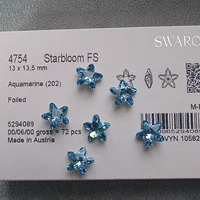 SWARO
4754 Starbloom FS
13 x 13,5 mm
Aquamarine (202)
Foiled
5294089
00/06/00 gross = 72 pcs
Made in Austria